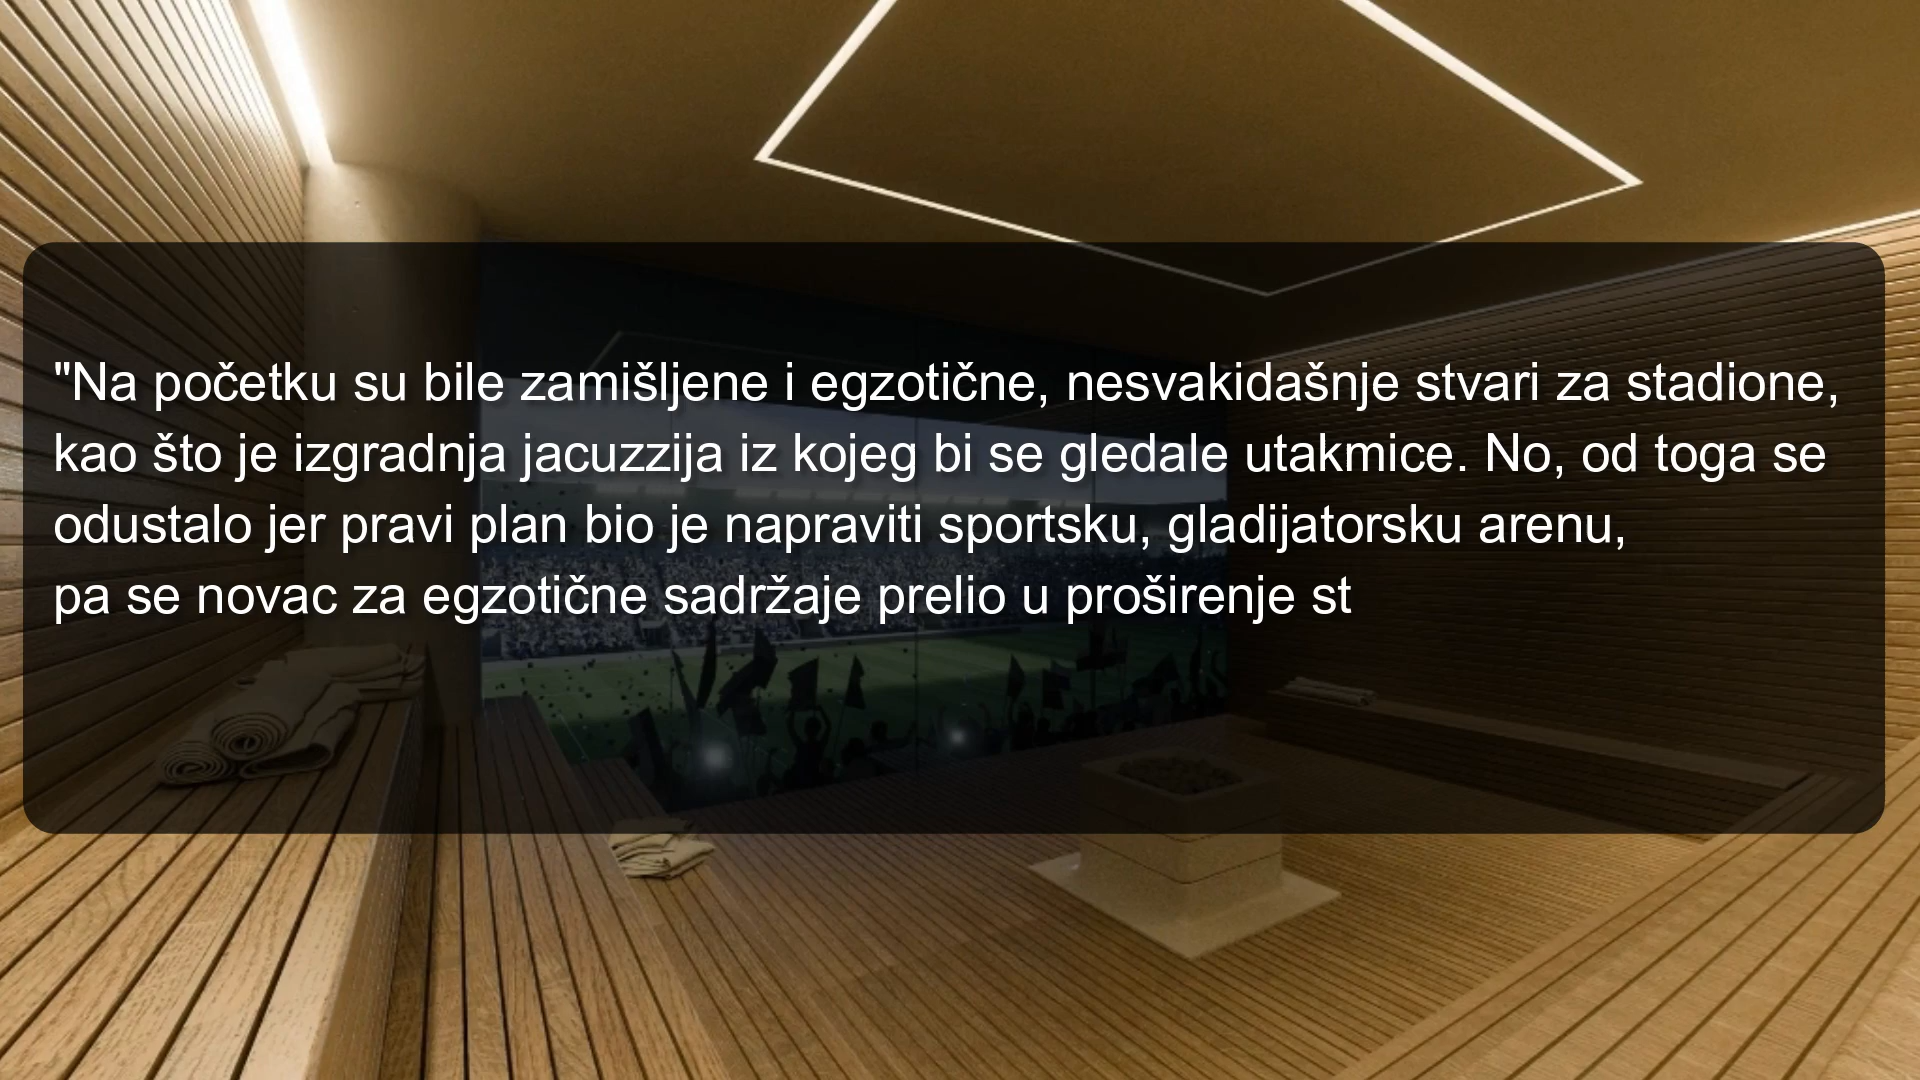 "Na početku su bile zamišljene i egzotične, nesvakidašnje stvari za stadione,
kao što je izgradnja jacuzzija iz kojeg bi se gledale utakmice. No, od toga se
odustalo jer pravi plan bio je napraviti sportsku, gladijatorsku arenu,
pa se novac za egzotične sadržaje prelio u proširenje st